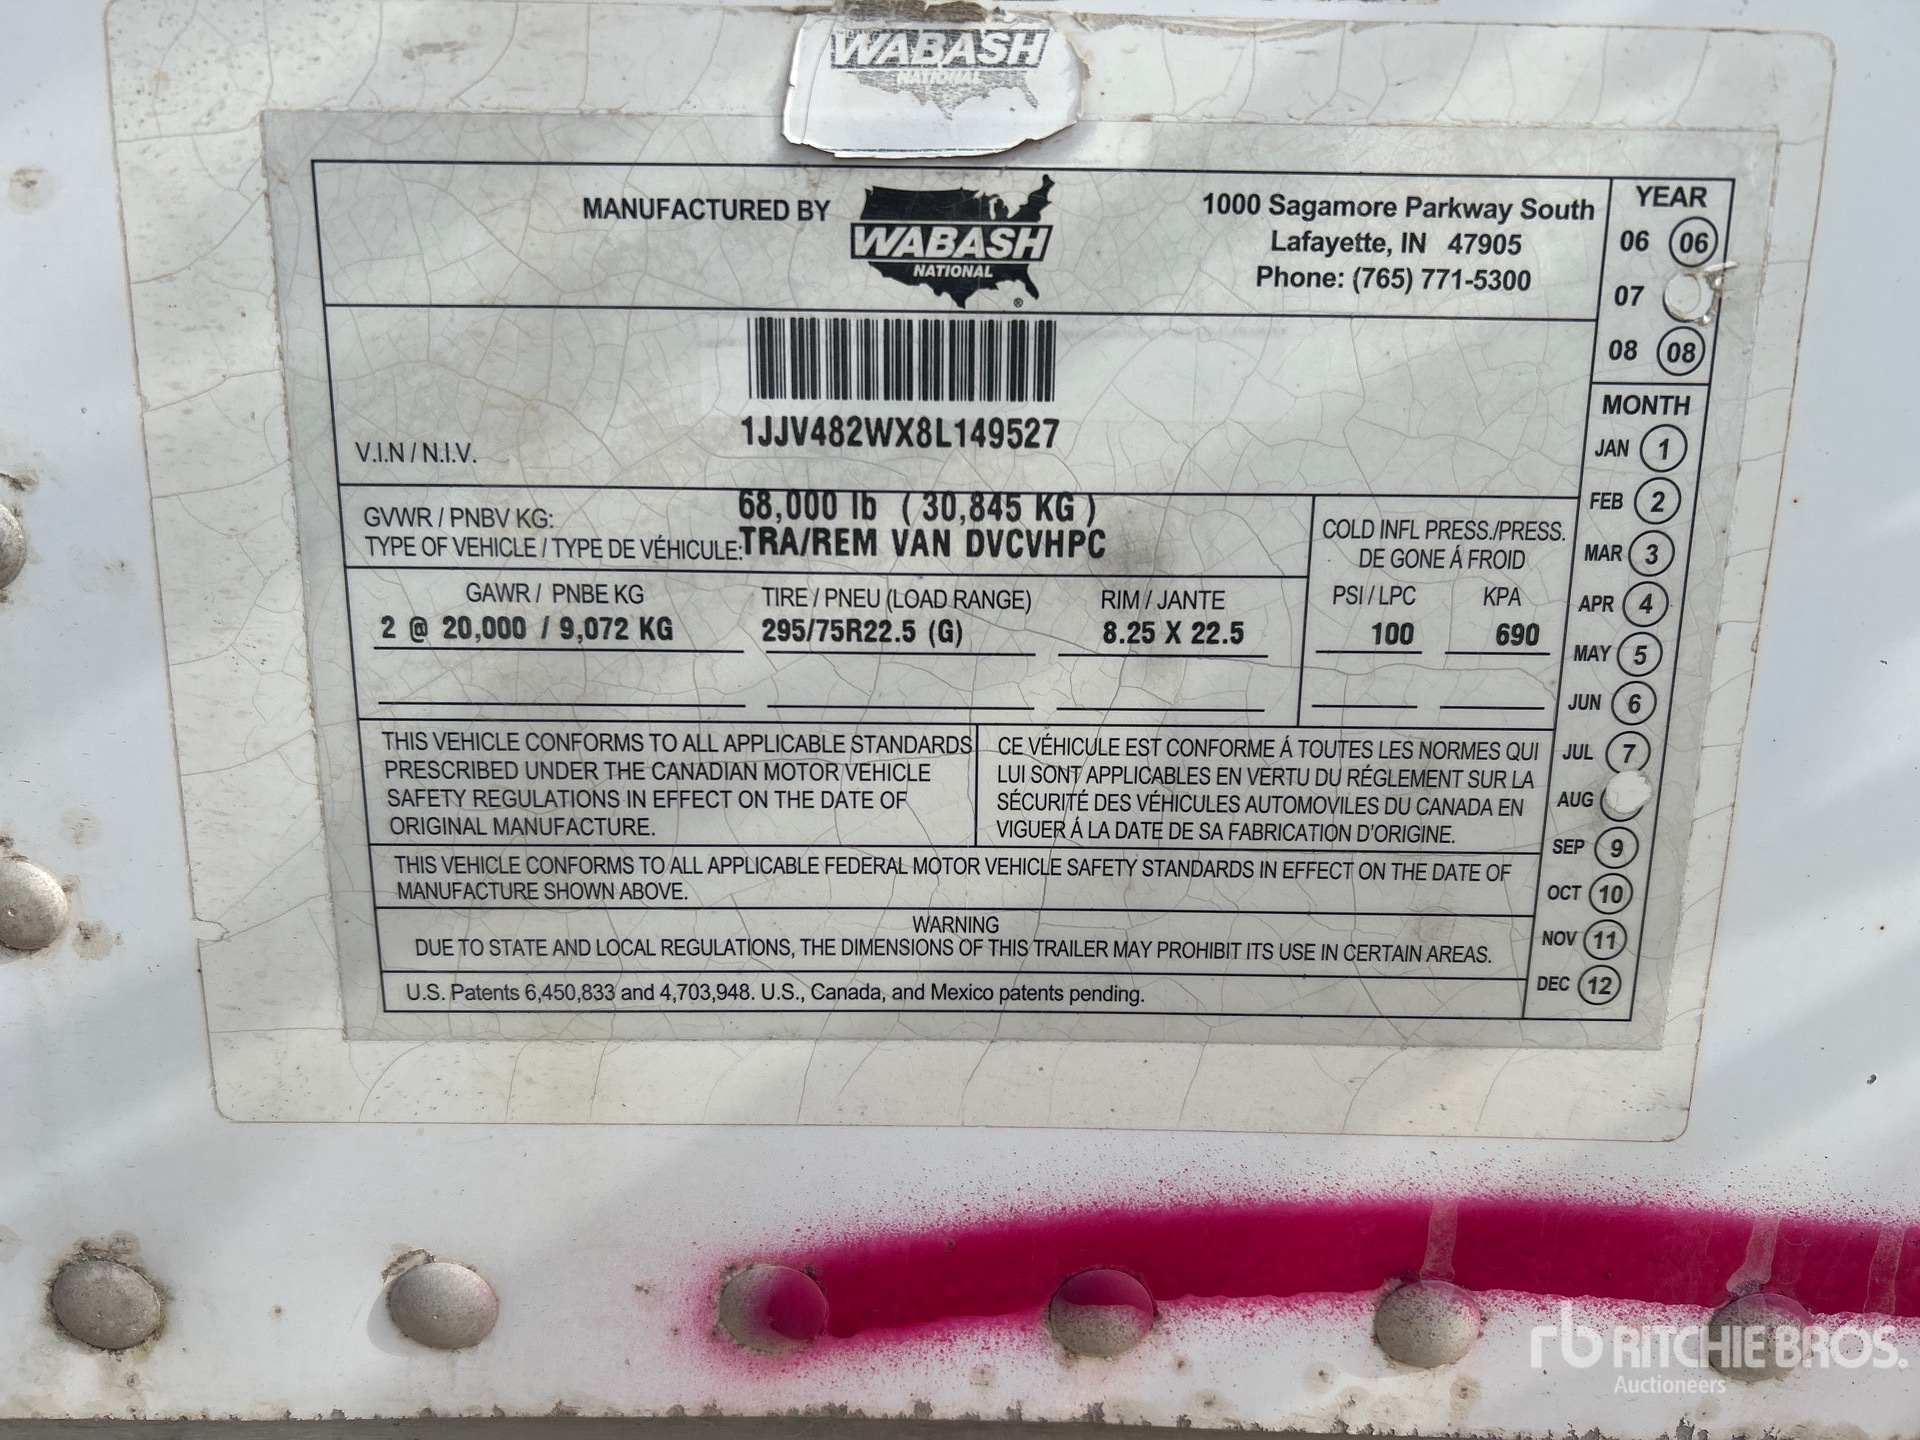 WABASH
NATIONAL
MANUFACTURED BY
WABASH
NATIONAL
®
1000 Sagamore Parkway South
Lafayette, IN 47905
Phone: (765) 771-5300
YEAR
06 06
07
08 08
1JJV482WX8L149527
V.I.N / N.I.V.
GVWR / PNBV KG: 68,000 lb ( 30,845 KG )
TYPE OF VEHICLE / TYPE DE VÉHICULE: TRA/REM VAN DVCVHPC
COLD INFL PRESS./PRESS.
DE GONE Á FROID
PSI / LPC KPA
100 690
GAWR / PNBE KG TIRE / PNEU (LOAD RANGE) RIM / JANTE
2 @ 20,000 / 9,072 KG 295/75R22.5 (G) 8.25 X 22.5
MONTH
JAN 1
FEB 2
MAR 3
APR 4
MAY 5
JUN 6
JUL 7
AUG
SEP 9
OCT 10
NOV 11
DEC 12
THIS VEHICLE CONFORMS TO ALL APPLICABLE STANDARDS
PRESCRIBED UNDER THE CANADIAN MOTOR VEHICLE
SAFETY REGULATIONS IN EFFECT ON THE DATE OF
ORIGINAL MANUFACTURE.
CE VÉHICULE EST CONFORME Á TOUTES LES NORMES QUI
LUI SONT APPLICABLES EN VERTU DU RÉGLEMENT SUR LA
SÉCURITÉ DES VÉHICULES AUTOMOVILES DU CANADA EN
VIGUER Á LA DATE DE SA FABRICATION D'ORIGINE.
THIS VEHICLE CONFORMS TO ALL APPLICABLE FEDERAL MOTOR VEHICLE SAFETY STANDARDS IN EFFECT ON THE DATE OF
MANUFACTURE SHOWN ABOVE.
WARNING
DUE TO STATE AND LOCAL REGULATIONS, THE DIMENSIONS OF THIS TRAILER MAY PROHIBIT ITS USE IN CERTAIN AREAS.
U.S. Patents 6,450,833 and 4,703,948. U.S., Canada, and Mexico patents pending.
rb RITCHIE BROS.
Auctioneers